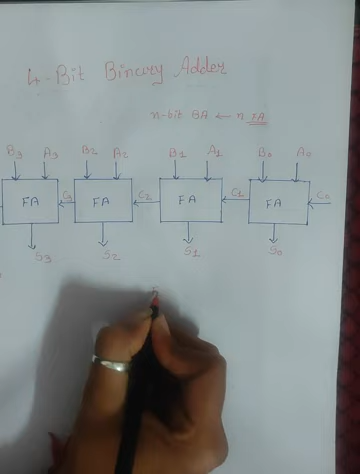 4-Bit Binary Adder
n-bit BA ← n FA
B3 A3 B2 B2 B1 A1 B0 A0
FA C3 FA C2 FA C1 FA C0
S3 S2 S1 S0